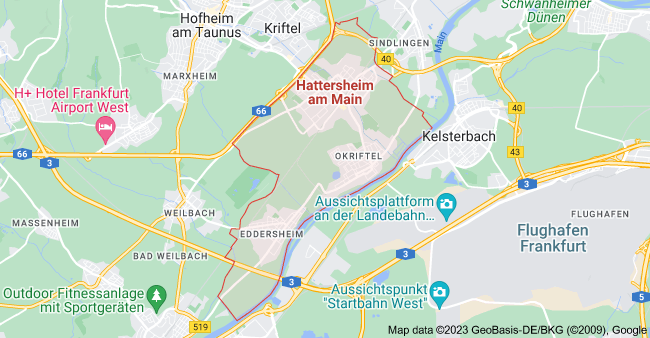 Schwanheimer
Dünen
Hofheim
am Taunus
Kriftel
Main
SINDLINGEN
40
MARXHEIM
H+ Hotel Frankfurt
Airport West
Hattersheim
am Main
66
40
Kelsterbach
43
66
3
OKRIFTEL
3
Aussichtsplattform
an der Landebahn...
WEILBACH
MASSENHEIM
FLUGHAFEN
Flughafen
Frankfurt
EDDERSHEIM
BAD WEILBACH
3
3
Aussichtspunkt
"Startbahn West"
Outdoor Fitnessanlage
mit Sportgeräten
5
519
Map data ©2023 GeoBasis-DE/BKG (©2009), Google